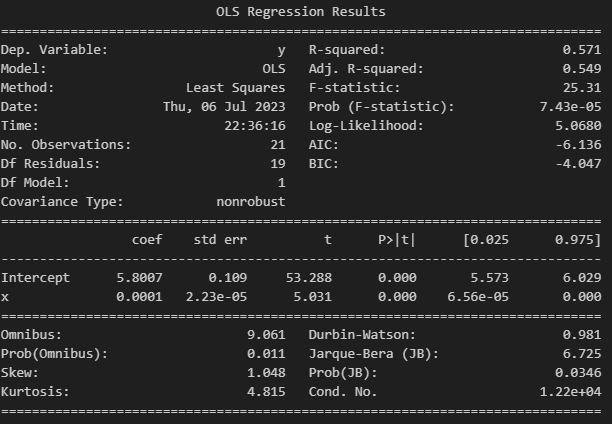 OLS Regression Results
==============================================================================
Dep. Variable:                      y   R-squared:                       0.571
Model:                            OLS   Adj. R-squared:                  0.549
Method:                 Least Squares   F-statistic:                     25.31
Date:                Thu, 06 Jul 2023   Prob (F-statistic):           7.43e-05
Time:                        22:36:16   Log-Likelihood:                 5.0680
No. Observations:                  21   AIC:                            -6.136
Df Residuals:                      19   BIC:                            -4.047
Df Model:                           1
Covariance Type:            nonrobust
==============================================================================
                 coef    std err          t      P>|t|      [0.025      0.975]
------------------------------------------------------------------------------
Intercept      5.8007      0.109     53.288      0.000       5.573       6.029
x              0.0001   2.23e-05      5.031      0.000    6.56e-05       0.000
==============================================================================
Omnibus:                        9.061   Durbin-Watson:                   0.981
Prob(Omnibus):                  0.011   Jarque-Bera (JB):                6.725
Skew:                           1.048   Prob(JB):                       0.0346
Kurtosis:                       4.815   Cond. No.                     1.22e+04
==============================================================================